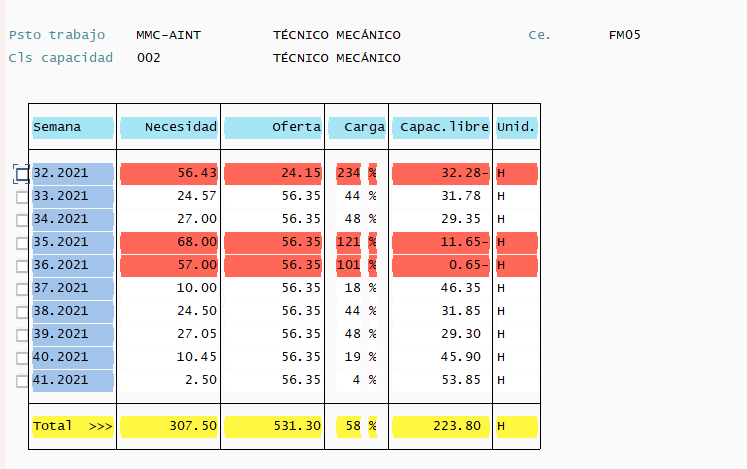 Psto trabajo MMC-AINT TÉCNICO MECÁNICO Ce. FM05
Cls capacidad 002 TÉCNICO MECÁNICO
Semana Necesidad Oferta Carga Capac.libre Unid.
32.2021 56.43 24.15 234 % 32.28- H
33.2021 24.57 56.35 44 % 31.78 H
34.2021 27.00 56.35 48 % 29.35 H
35.2021 68.00 56.35 121 % 11.65- H
36.2021 57.00 56.35 101 % 0.65- H
37.2021 10.00 56.35 18 % 46.35 H
38.2021 24.50 56.35 44 % 31.85 H
39.2021 27.05 56.35 48 % 29.30 H
40.2021 10.45 56.35 19 % 45.90 H
41.2021 2.50 56.35 4 % 53.85 H
Total >>> 307.50 531.30 58 % 223.80 H